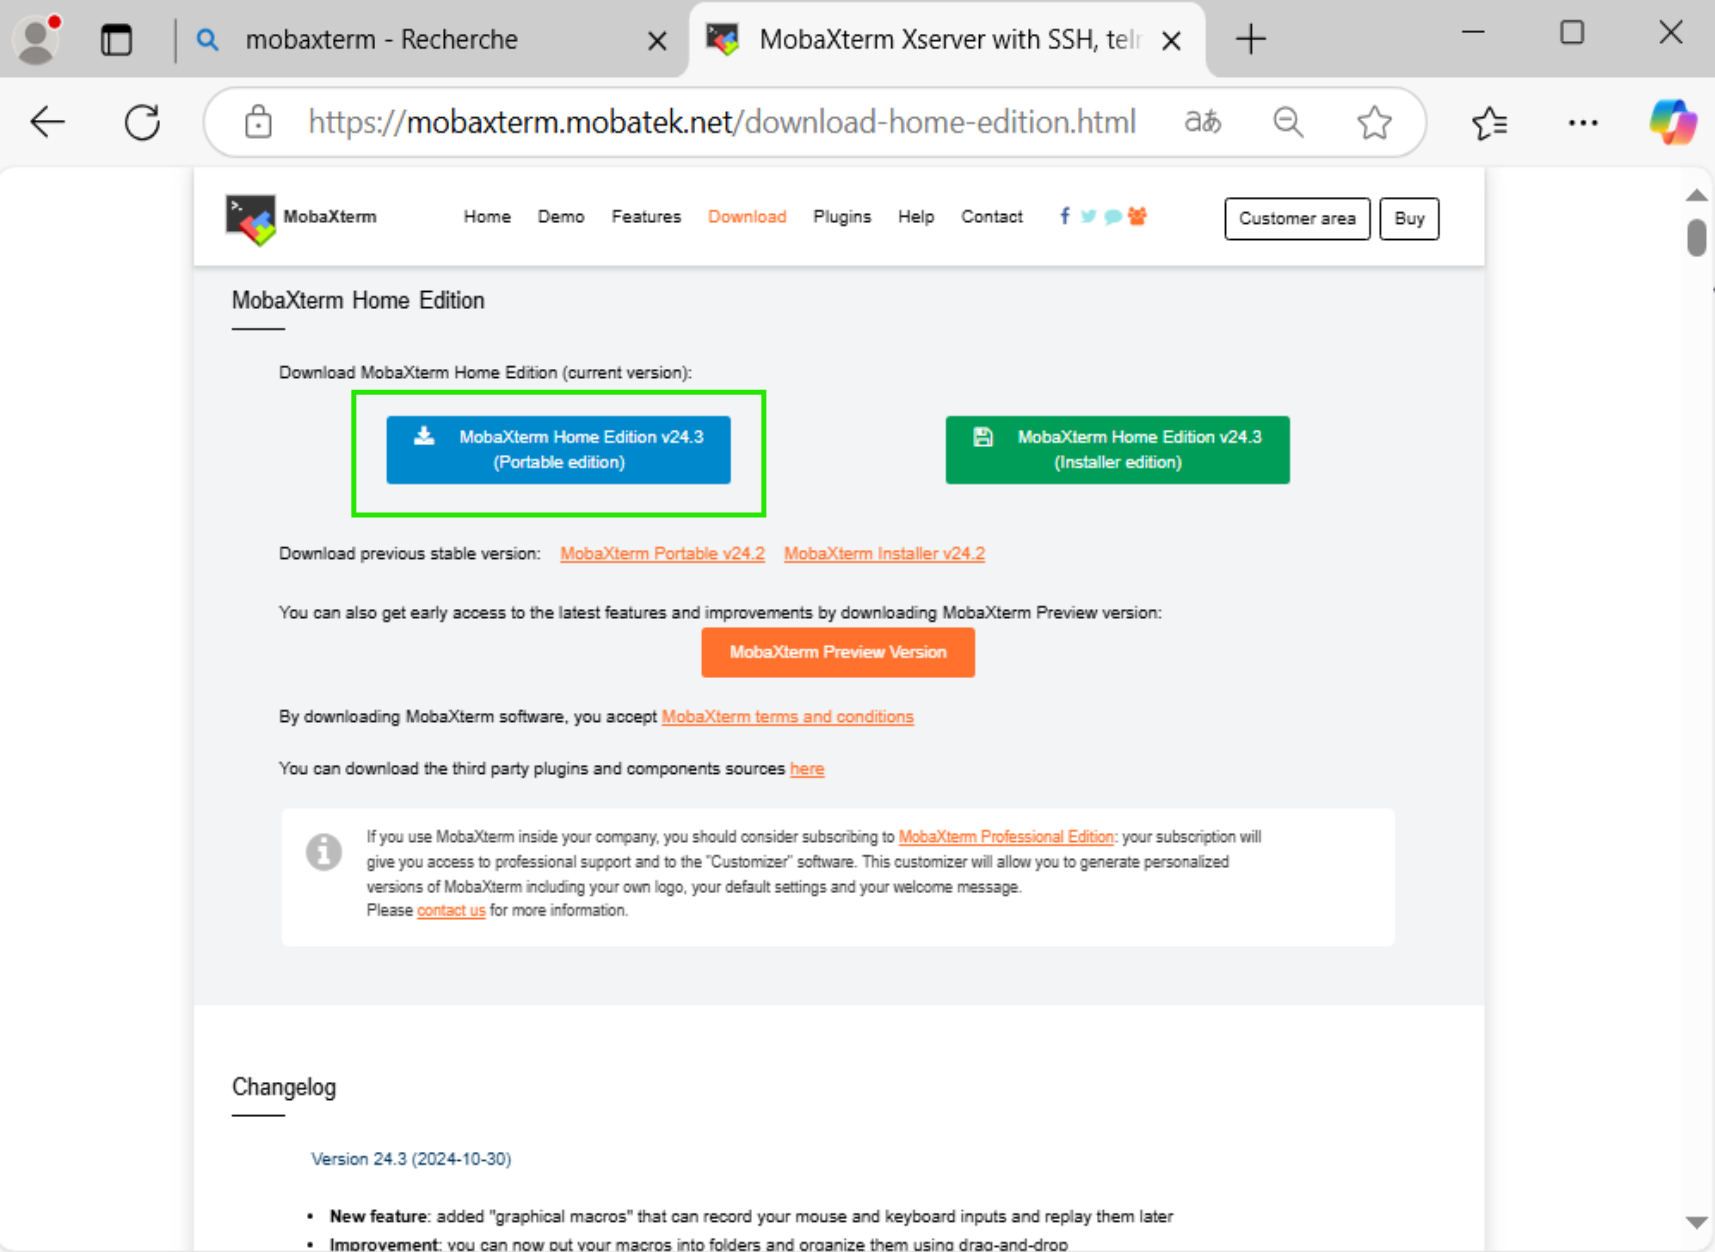 mobaxterm - Recherche
MobaXterm Xserver with SSH, teln
https://mobaxterm.mobatek.net/download-home-edition.html
aあ
MobaXterm
Home Demo Features Download Plugins Help Contact
Customer area Buy
MobaXterm Home Edition
Download MobaXterm Home Edition (current version):
MobaXterm Home Edition v24.3
(Portable edition)
MobaXterm Home Edition v24.3
(Installer edition)
Download previous stable version: MobaXterm Portable v24.2 MobaXterm Installer v24.2
You can also get early access to the latest features and improvements by downloading MobaXterm Preview version:
MobaXterm Preview Version
By downloading MobaXterm software, you accept MobaXterm terms and conditions
You can download the third party plugins and components sources here
If you use MobaXterm inside your company, you should consider subscribing to MobaXterm Professional Edition: your subscription will
give you access to professional support and to the "Customizer" software. This customizer will allow you to generate personalized
versions of MobaXterm including your own logo, your default settings and your welcome message.
Please contact us for more information.
Changelog
Version 24.3 (2024-10-30)
• New feature: added "graphical macros" that can record your mouse and keyboard inputs and replay them later
• Improvement: you can now put your macros into folders and organize them using drag-and-drop